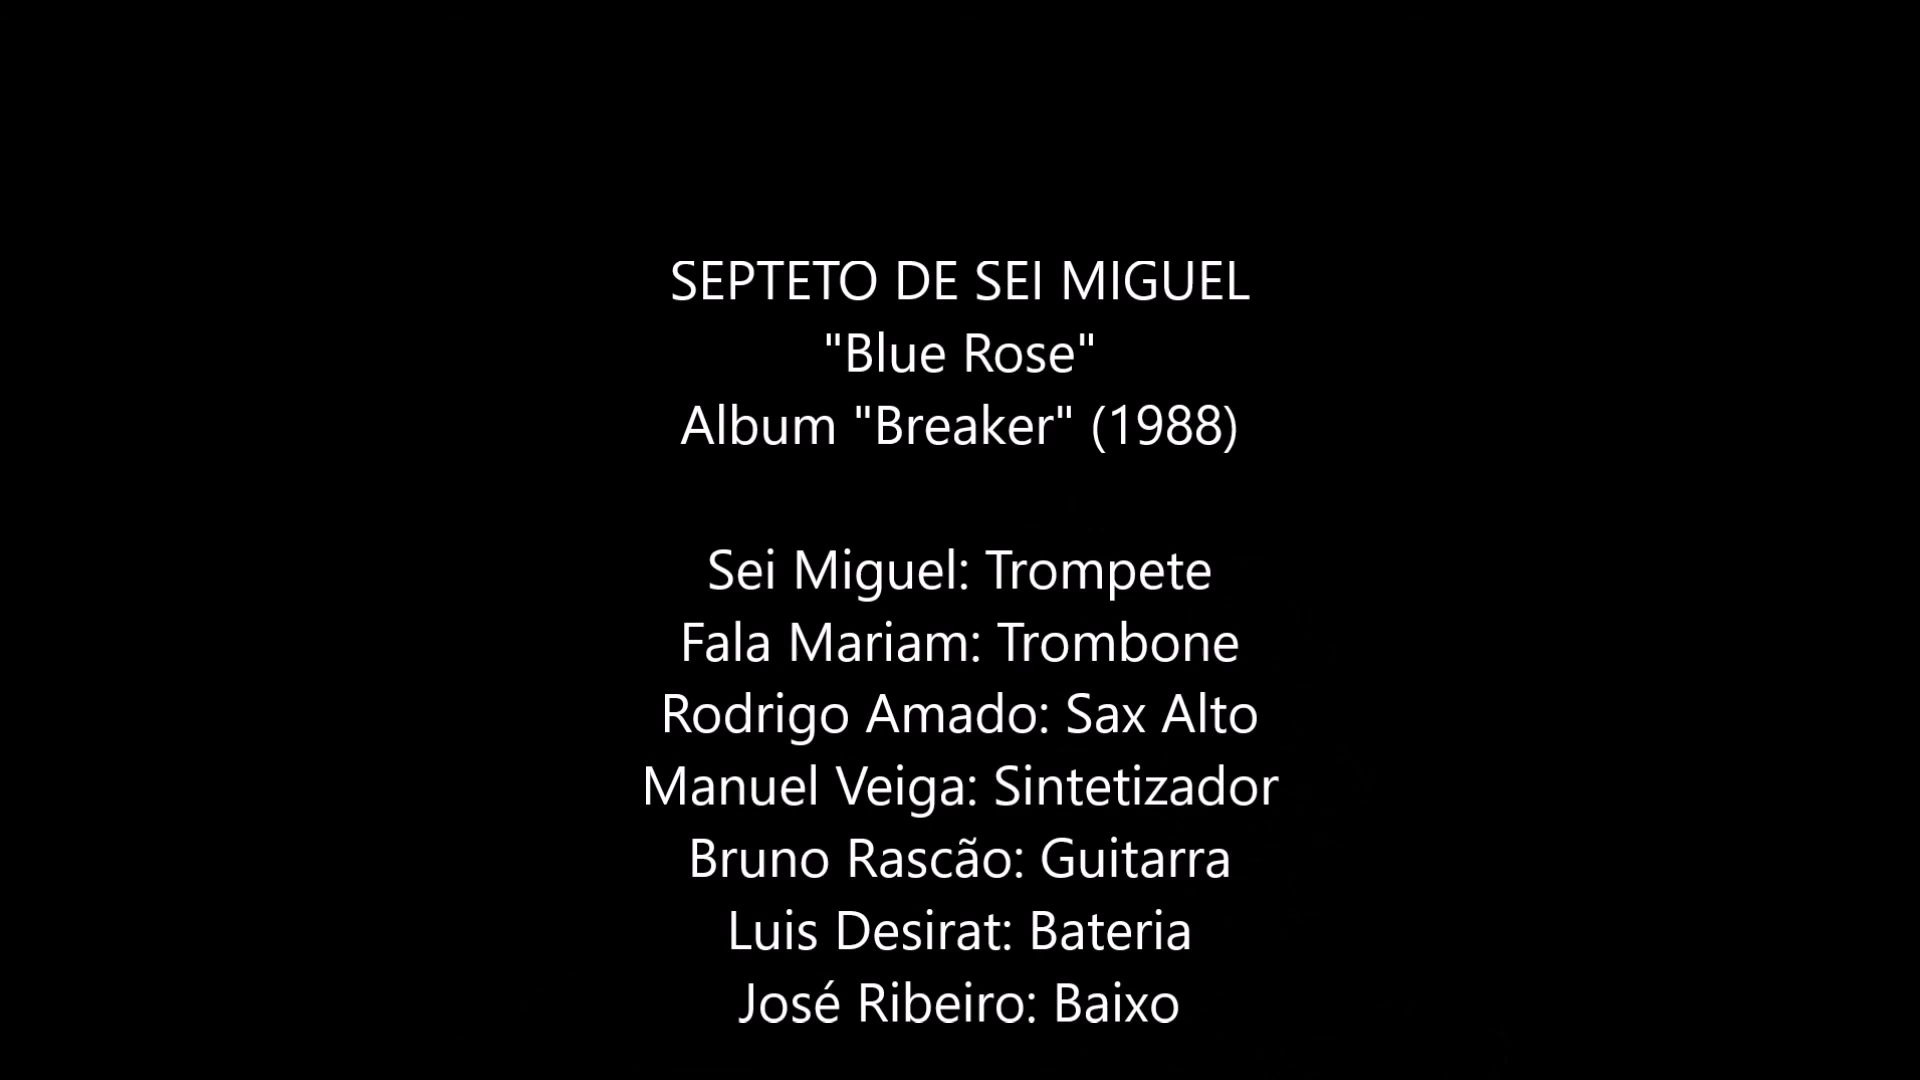 SEPTETO DE SEI MIGUEL
"Blue Rose"
Album "Breaker" (1988)
Sei Miguel: Trompete
Fala Mariam: Trombone
Rodrigo Amado: Sax Alto
Manuel Veiga: Sintetizador
Bruno Rascão: Guitarra
Luis Desirat: Bateria
José Ribeiro: Baixo